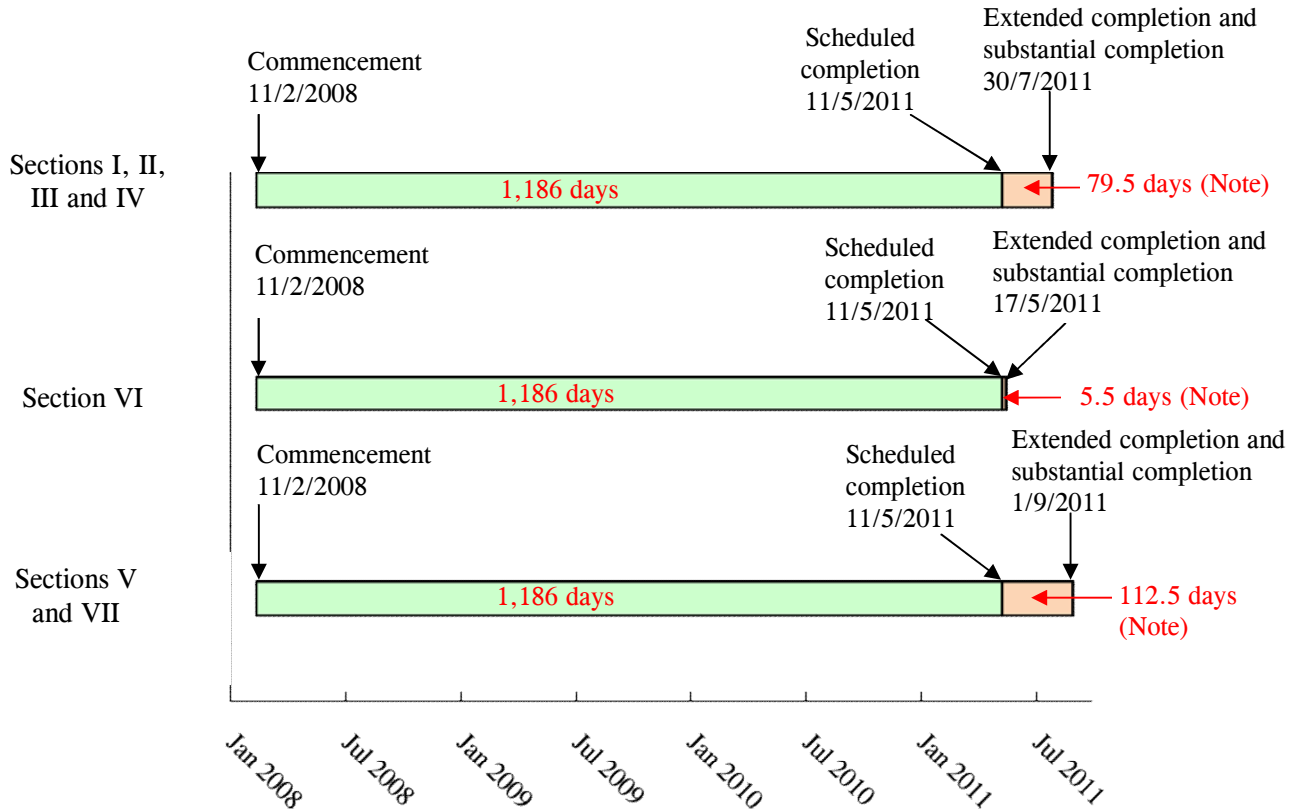 Commencement
11/2/2008
Scheduled
completion
11/5/2011
Extended completion and
substantial completion
30/7/2011
Sections I, II,
III and IV
1,186 days
79.5 days (Note)
Commencement
11/2/2008
Scheduled
completion
11/5/2011
Extended completion and
substantial completion
17/5/2011
Section VI
1,186 days
5.5 days (Note)
Commencement
11/2/2008
Scheduled
completion
11/5/2011
Extended completion and
substantial completion
1/9/2011
Sections V
and VII
1,186 days
112.5 days
(Note)
Jan 2008
Jul 2008
Jan 2009
Jul 2009
Jan 2010
Jul 2010
Jan 2011
Jul 2011